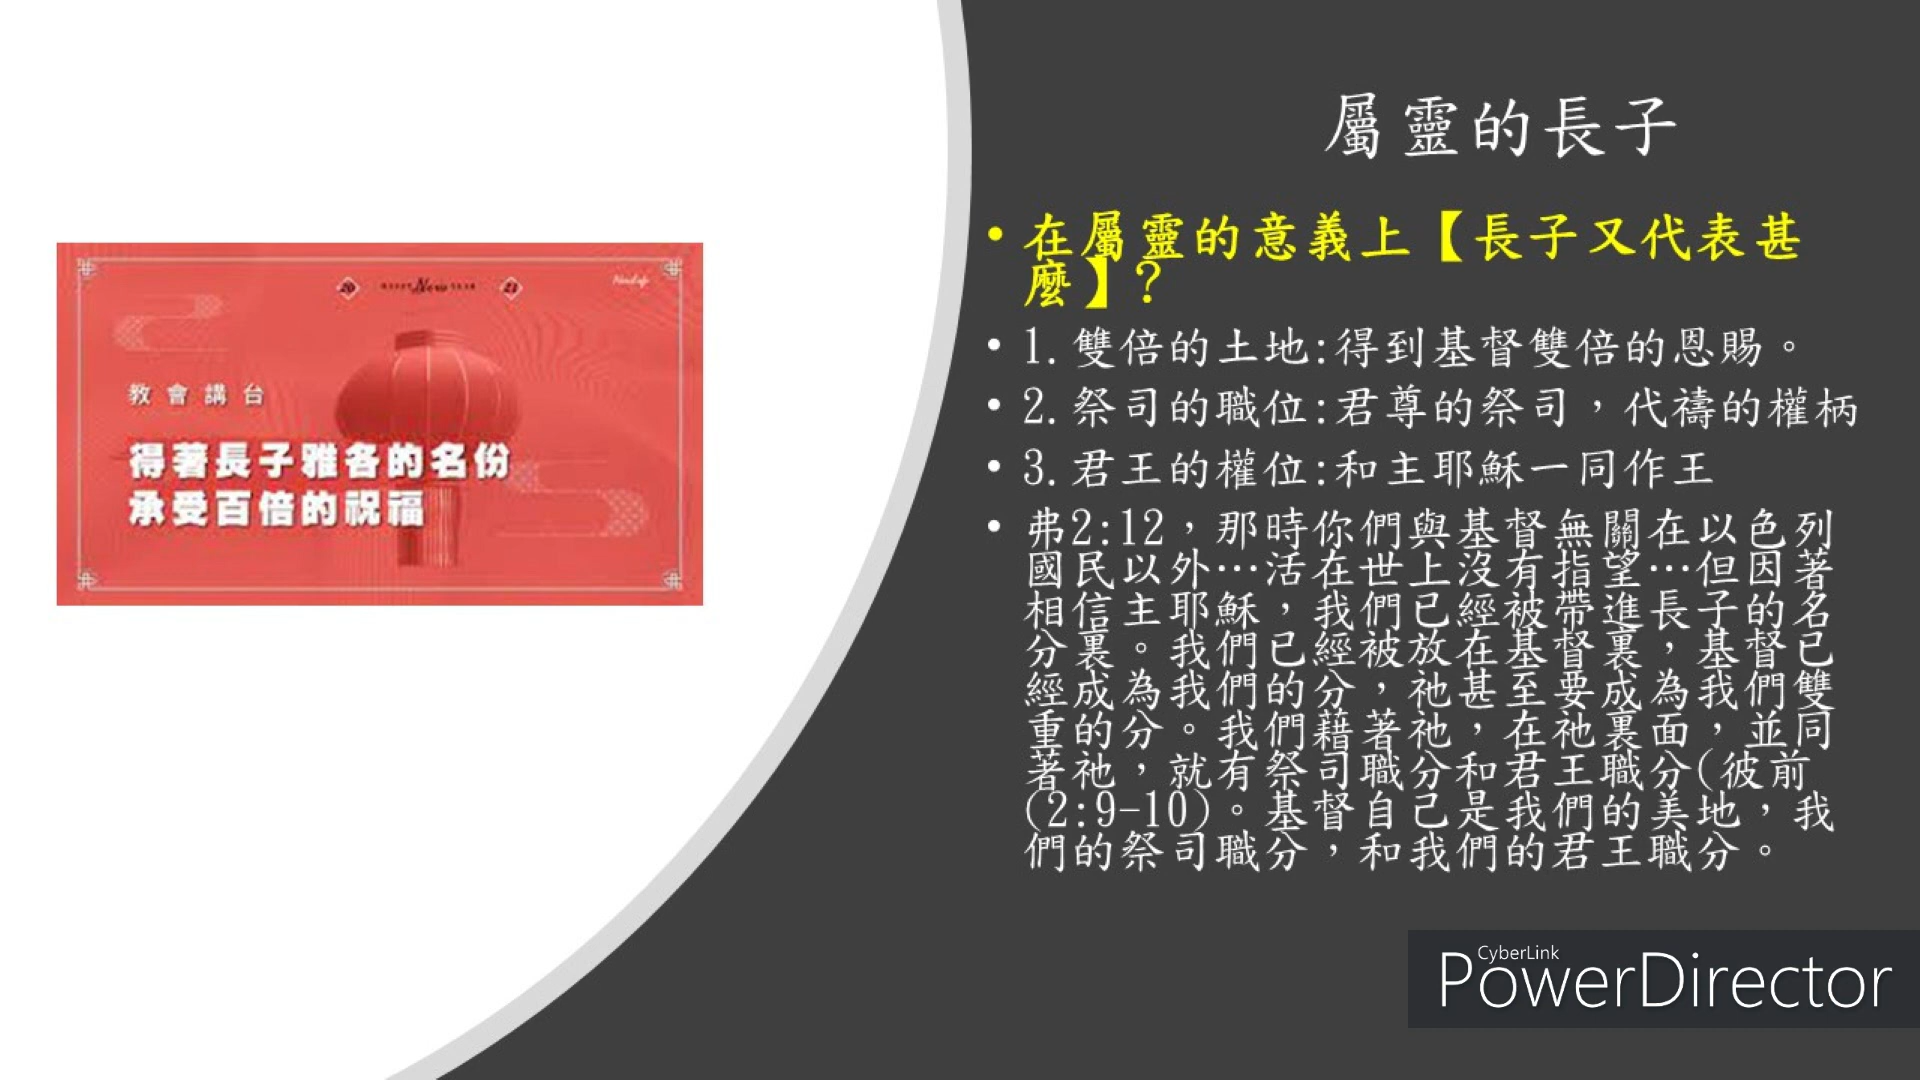 20 HAPPY New YEAR 23
教會講台
得著長子雅各的名份
承受百倍的祝福
屬靈的長子
• 在屬靈的意義上【長子又代表甚
麼】？
• 1.雙倍的土地:得到基督雙倍的恩賜。
• 2.祭司的職位:君尊的祭司，代禱的權柄
• 3.君王的權位:和主耶穌一同作王
• 弗2:12，那時你們與基督無關在以色列
國民以外…活在世上沒有指望…但因著
相信主耶穌，我們已經被帶進長子的名
分裏。我們已經被放在基督裏，基督已
經成為我們的分，祂甚至要成為我們雙
重的分。我們藉著祂，在祂裏面，並同
著祂，就有祭司職分和君王職分(彼前
(2:9-10)。基督自己是我們的美地，我
們的祭司職分，和我們的君王職分。
CyberLink
PowerDirector